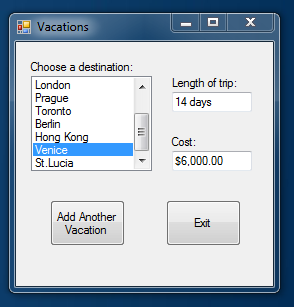 Vacations
Choose a destination:
London
Prague
Toronto
Berlin
Hong Kong
Venice
St.Lucia
Length of trip:
14 days
Cost:
$6,000.00
Add Another
Vacation
Exit